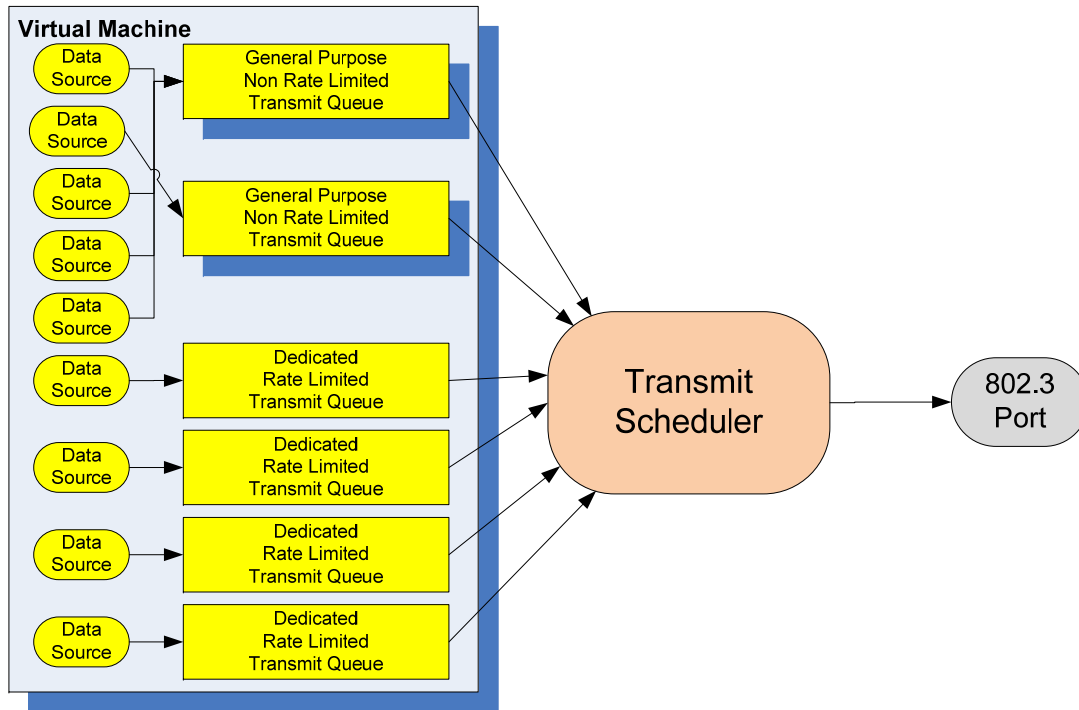 Virtual Machine
Data
Source
General Purpose
Non Rate Limited
Transmit Queue
Data
Source
Data
Source
General Purpose
Non Rate Limited
Transmit Queue
Data
Source
Data
Source
Data
Source
Dedicated
Rate Limited
Transmit Queue
Data
Source
Dedicated
Rate Limited
Transmit Queue
Data
Source
Dedicated
Rate Limited
Transmit Queue
Data
Source
Dedicated
Rate Limited
Transmit Queue
Transmit
Scheduler
802.3
Port